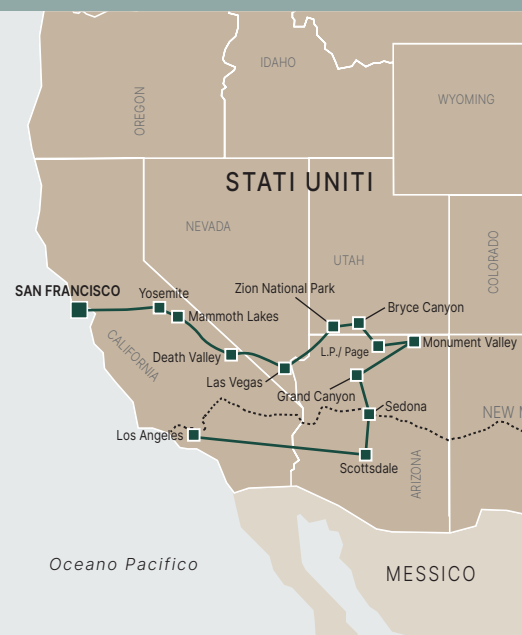 IDAHO
WYOMING
OREGON
STATI UNITI
NEVADA
COLORADO
UTAH
Zion National Park
SAN FRANCISCO
Yosemite
Bryce Canyon
Mammoth Lakes
CALIFORNIA
Death Valley
L.P./ Page
Monument Valley
Las Vegas
Grand Canyon
Sedona
NEW M
Los Angeles
Scottsdale
ARIZONA
Oceano Pacifico
MESSICO